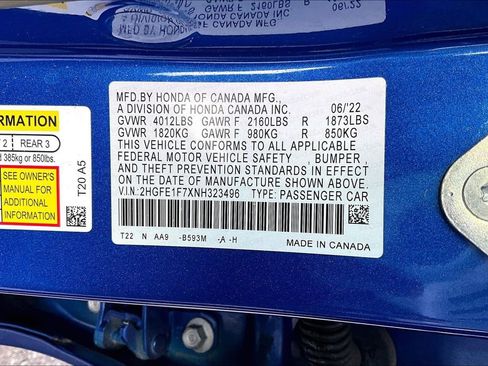 MFD.BY HONDA OF CANADA MFG.,
A DIVISION OF HONDA CANADA INC. 06/'22
GVWR 4012LBS GAWR F 2160LBS R 1873LBS
GVWR 1820KG GAWR F 980KG R 850KG
THIS VEHICLE CONFORMS TO ALL APPLICABLE
FEDERAL MOTOR VEHICLE SAFETY , BUMPER ,
AND THEFT PREVENTION STANDARDS IN EFFECT ON
THE DATE OF MANUFACTURE SHOWN ABOVE.
V.I.N: 2HGFE1F7XNH323496 TYPE: PASSENGER CAR
T22 N AA9 -B593M -A -H
MADE IN CANADA
FORMATION
2 REAR 3
385kg or 850lbs.
SEE OWNER'S
MANUAL FOR
ADDITIONAL
INFORMATION
T20 A5